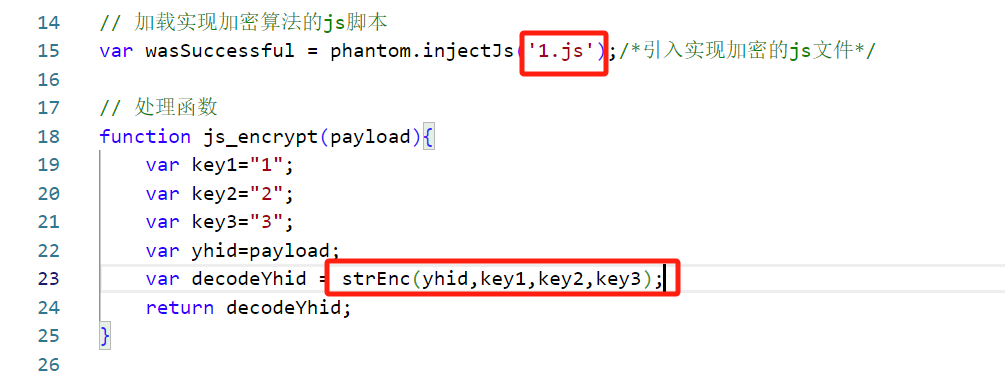 14 // 加载实现加密算法的js脚本
15 var wasSuccessful = phantom.injectJs('1.js');/*引入实现加密的js文件*/
16
17 // 处理函数
18 function js_encrypt(payload){
19 var key1="1";
20 var key2="2";
21 var key3="3";
22 var yhid=payload;
23 var decodeYhid = strEnc(yhid,key1,key2,key3);
24 return decodeYhid;
25 }
26